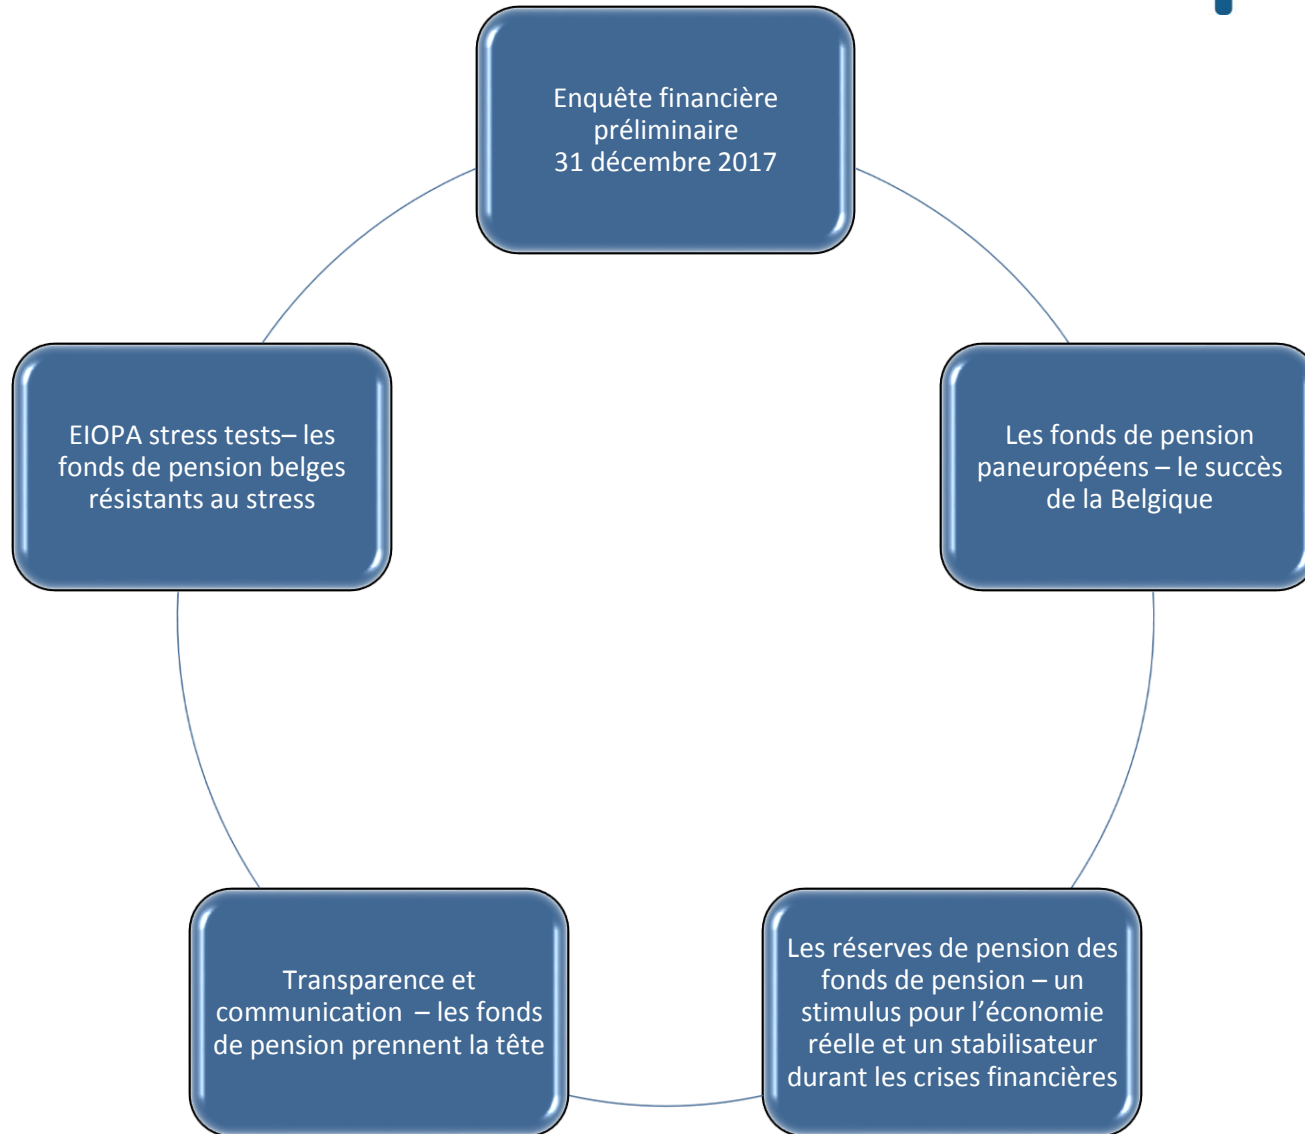 Enquête financière
préliminaire
31 décembre 2017
EIOPA stress tests– les
fonds de pension belges
résistants au stress
Les fonds de pension
paneuropéens – le succès
de la Belgique
Transparence et
communication – les fonds
de pension prennent la tête
Les réserves de pension des
fonds de pension – un
stimulus pour l’économie
réelle et un stabilisateur
durant les crises financières